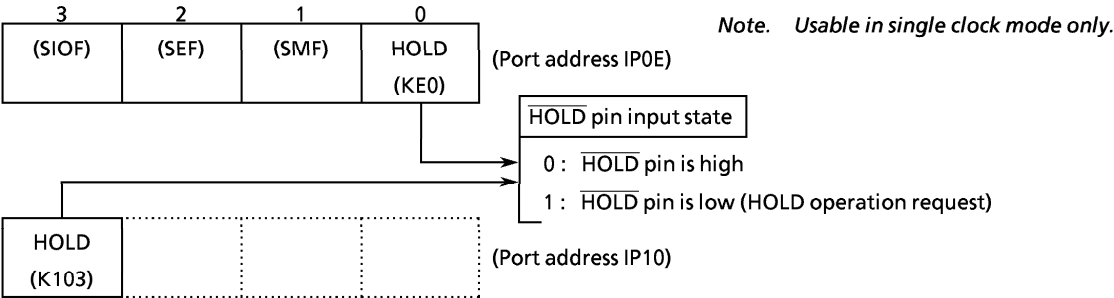 3 2 1 0
Note. Usable in single clock mode only.
(SIOF) (SEF) (SMF) HOLD
(KE0)
(Port address IP0E)
HOLD pin input state
0 : HOLD pin is high
1 : HOLD pin is low (HOLD operation request)
HOLD
(K103)
(Port address IP10)